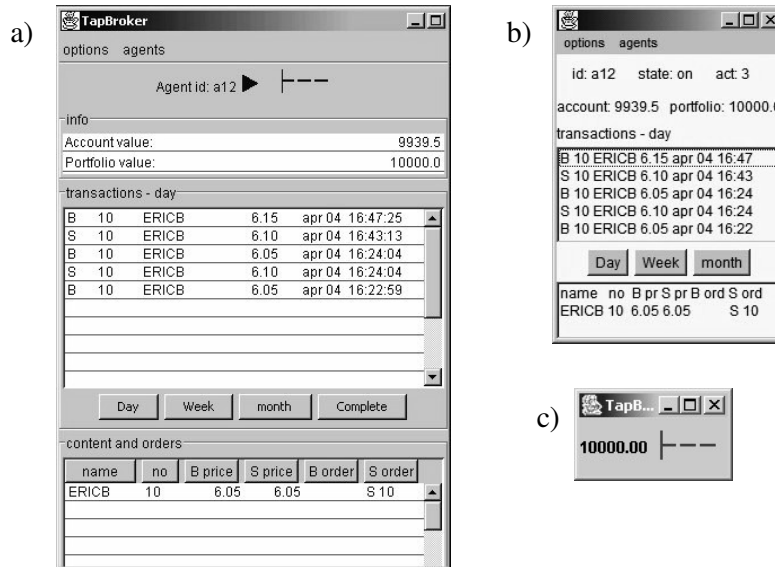 a)
TapBroker
options agents
Agent id: a12
info
Account value: 9939.5
Portfolio value: 10000.0
transactions - day
B 10 ERICB 6.15 apr 04 16:47:25
S 10 ERICB 6.10 apr 04 16:43:13
B 10 ERICB 6.05 apr 04 16:24:04
S 10 ERICB 6.10 apr 04 16:24:04
B 10 ERICB 6.05 apr 04 16:22:59
Day Week month Complete
content and orders
name no B price S price B order S order
ERICB 10 6.05 6.05 S 10
b)
options agents
id: a12 state: on act: 3
account: 9939.5 portfolio: 10000.0
transactions - day
B 10 ERICB 6.15 apr 04 16:47
S 10 ERICB 6.10 apr 04 16:43
B 10 ERICB 6.05 apr 04 16:24
S 10 ERICB 6.10 apr 04 16:24
B 10 ERICB 6.05 apr 04 16:22
Day Week month
name no B pr S pr B ord S ord
ERICB 10 6.05 6.05 S 10
c)
TapB...
10000.00